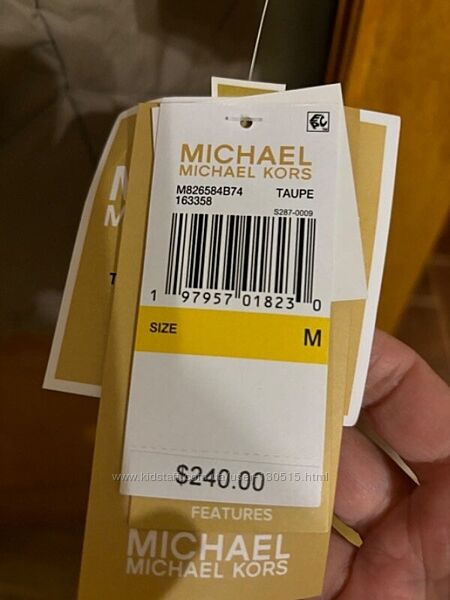 MICHAEL
MICHAEL KORS
M826584B74 TAUPE
163358
S287-0009
1 97957 01823 0
SIZE M
$240.00
FEATURES
MICHAEL
MICHAEL KORS
M
M
T